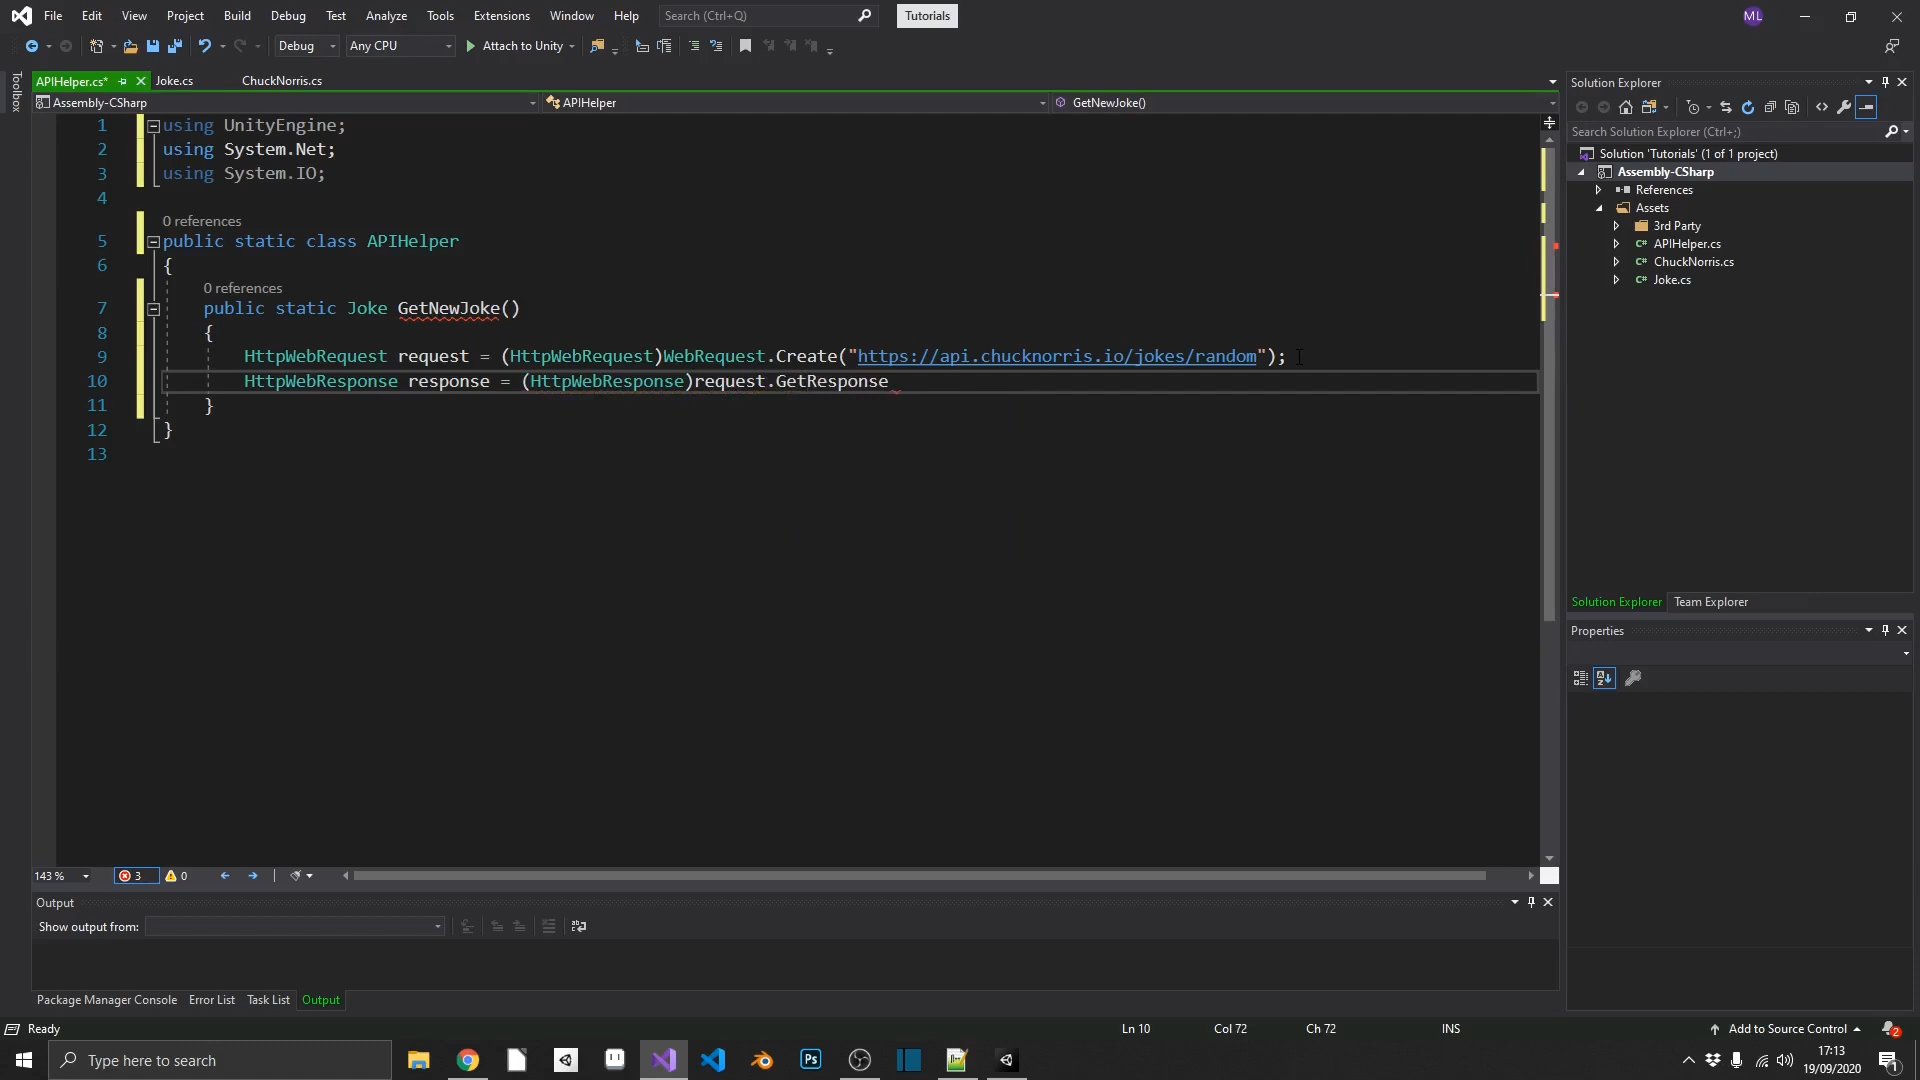 File Edit View Project Build Debug Test Analyze Tools Extensions Window Help Search (Ctrl+Q) Tutorials ML
Debug Any CPU Attach to Unity
Toolbox
APIHelper.cs* Joke.cs ChuckNorris.cs
Assembly-CSharp APIHelper GetNewJoke()
1 using UnityEngine;
2 using System.Net;
3 using System.IO;
4
0 references
5 public static class APIHelper
6 {
0 references
7 public static Joke GetNewJoke()
8 {
9 HttpWebRequest request = (HttpWebRequest)WebRequest.Create("https://api.chucknorris.io/jokes/random");
10 HttpWebResponse response = (HttpWebResponse)request.GetResponse
11 }
12 }
13
143 % 3 0
Output
Show output from:
Package Manager Console Error List Task List Output
Solution Explorer
Search Solution Explorer (Ctrl+;)
Solution 'Tutorials' (1 of 1 project)
Assembly-CSharp
References
Assets
3rd Party
APIHelper.cs
ChuckNorris.cs
Joke.cs
Solution Explorer Team Explorer
Properties
Ready Ln 10 Col 72 Ch 72 INS Add to Source Control 2
Type here to search
Ps
17:13
19/09/2020
1